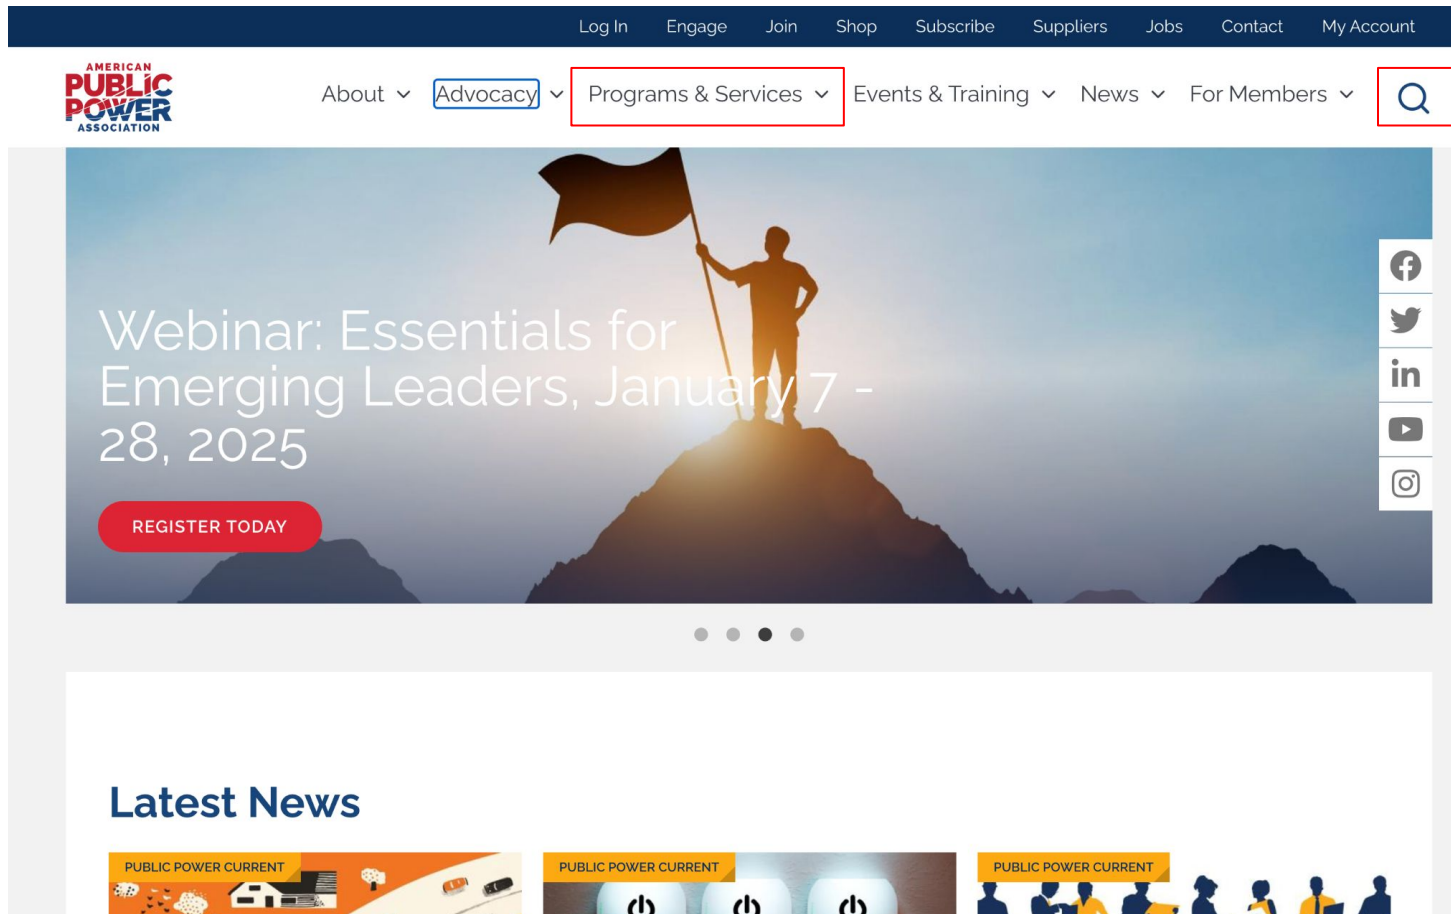 Log In Engage Join Shop Subscribe Suppliers Jobs Contact My Account
AMERICAN
PUBLIC
POWER
ASSOCIATION
About Advocacy Programs & Services Events & Training News For Members
Webinar: Essentials for
Emerging Leaders, January 7 -
28, 2025
in
REGISTER TODAY
Latest News
PUBLIC POWER CURRENT PUBLIC POWER CURRENT PUBLIC POWER CURRENT